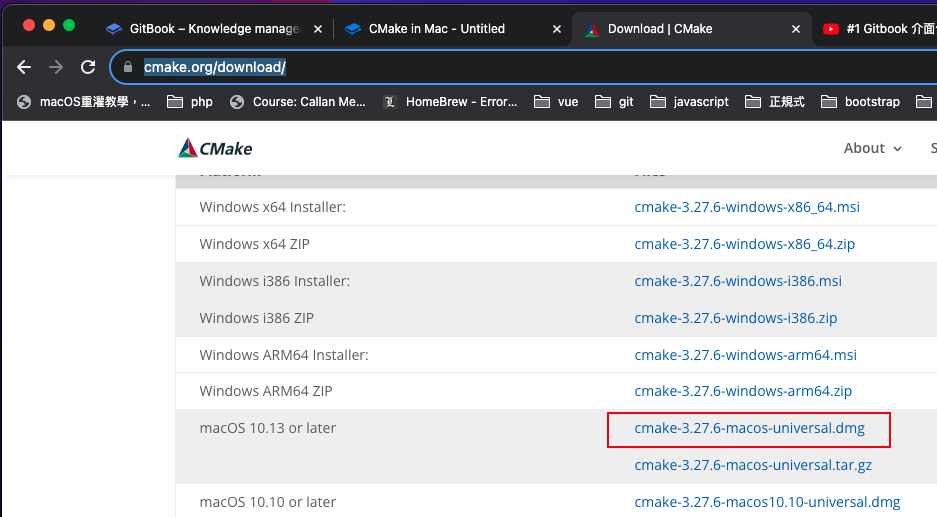 GitBook – Knowledge manage
CMake in Mac - Untitled
Download | CMake
#1 Gitbook 介面
cmake.org/download/
macOS重灌教學，...
php
Course: Callan Me...
HomeBrew - Error...
vue
git
javascript
正規式
bootstrap
CMake
About
S
Platform
Files
Windows x64 Installer:
cmake-3.27.6-windows-x86_64.msi
Windows x64 ZIP
cmake-3.27.6-windows-x86_64.zip
Windows i386 Installer:
cmake-3.27.6-windows-i386.msi
Windows i386 ZIP
cmake-3.27.6-windows-i386.zip
Windows ARM64 Installer:
cmake-3.27.6-windows-arm64.msi
Windows ARM64 ZIP
cmake-3.27.6-windows-arm64.zip
macOS 10.13 or later
cmake-3.27.6-macos-universal.dmg
cmake-3.27.6-macos-universal.tar.gz
macOS 10.10 or later
cmake-3.27.6-macos10.10-universal.dmg